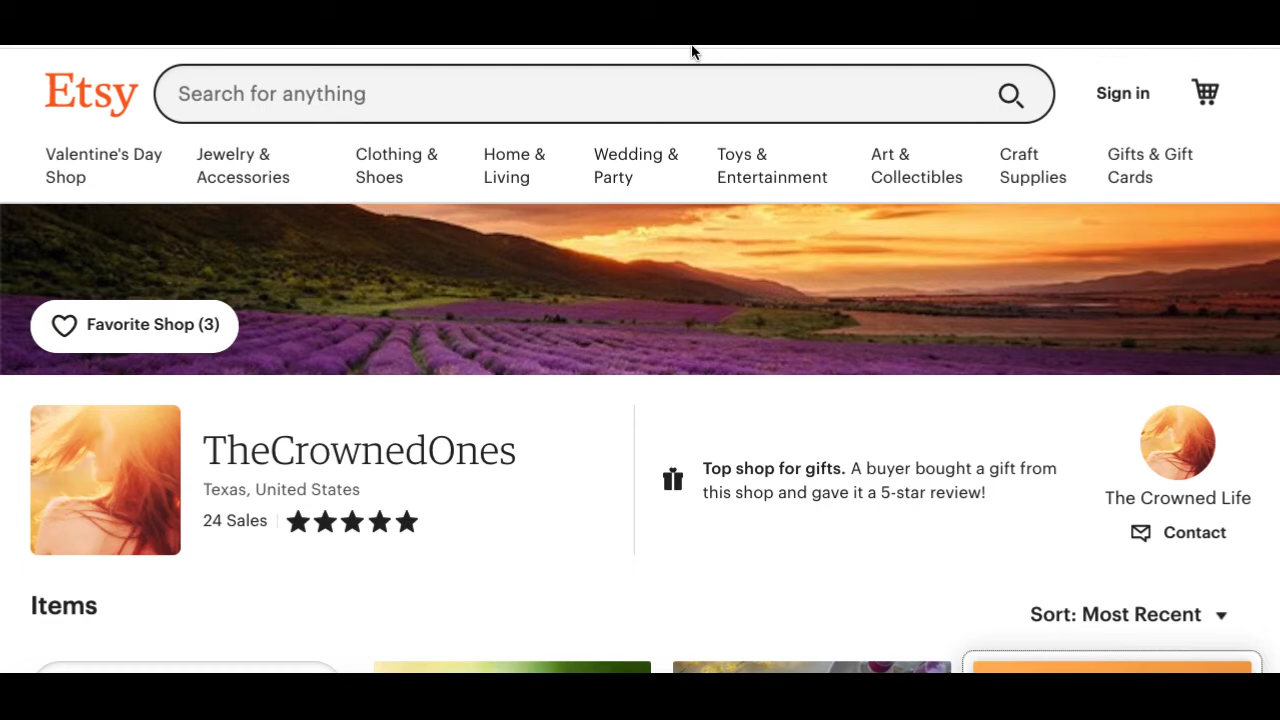 Etsy
Search for anything
Sign in
Valentine's Day
Shop
Jewelry &
Accessories
Clothing &
Shoes
Home &
Living
Wedding &
Party
Toys &
Entertainment
Art &
Collectibles
Craft
Supplies
Gifts & Gift
Cards
Favorite Shop (3)
TheCrownedOnes
Texas, United States
24 Sales
Top shop for gifts. A buyer bought a gift from
this shop and gave it a 5-star review!
The Crowned Life
Contact
Items
Sort: Most Recent